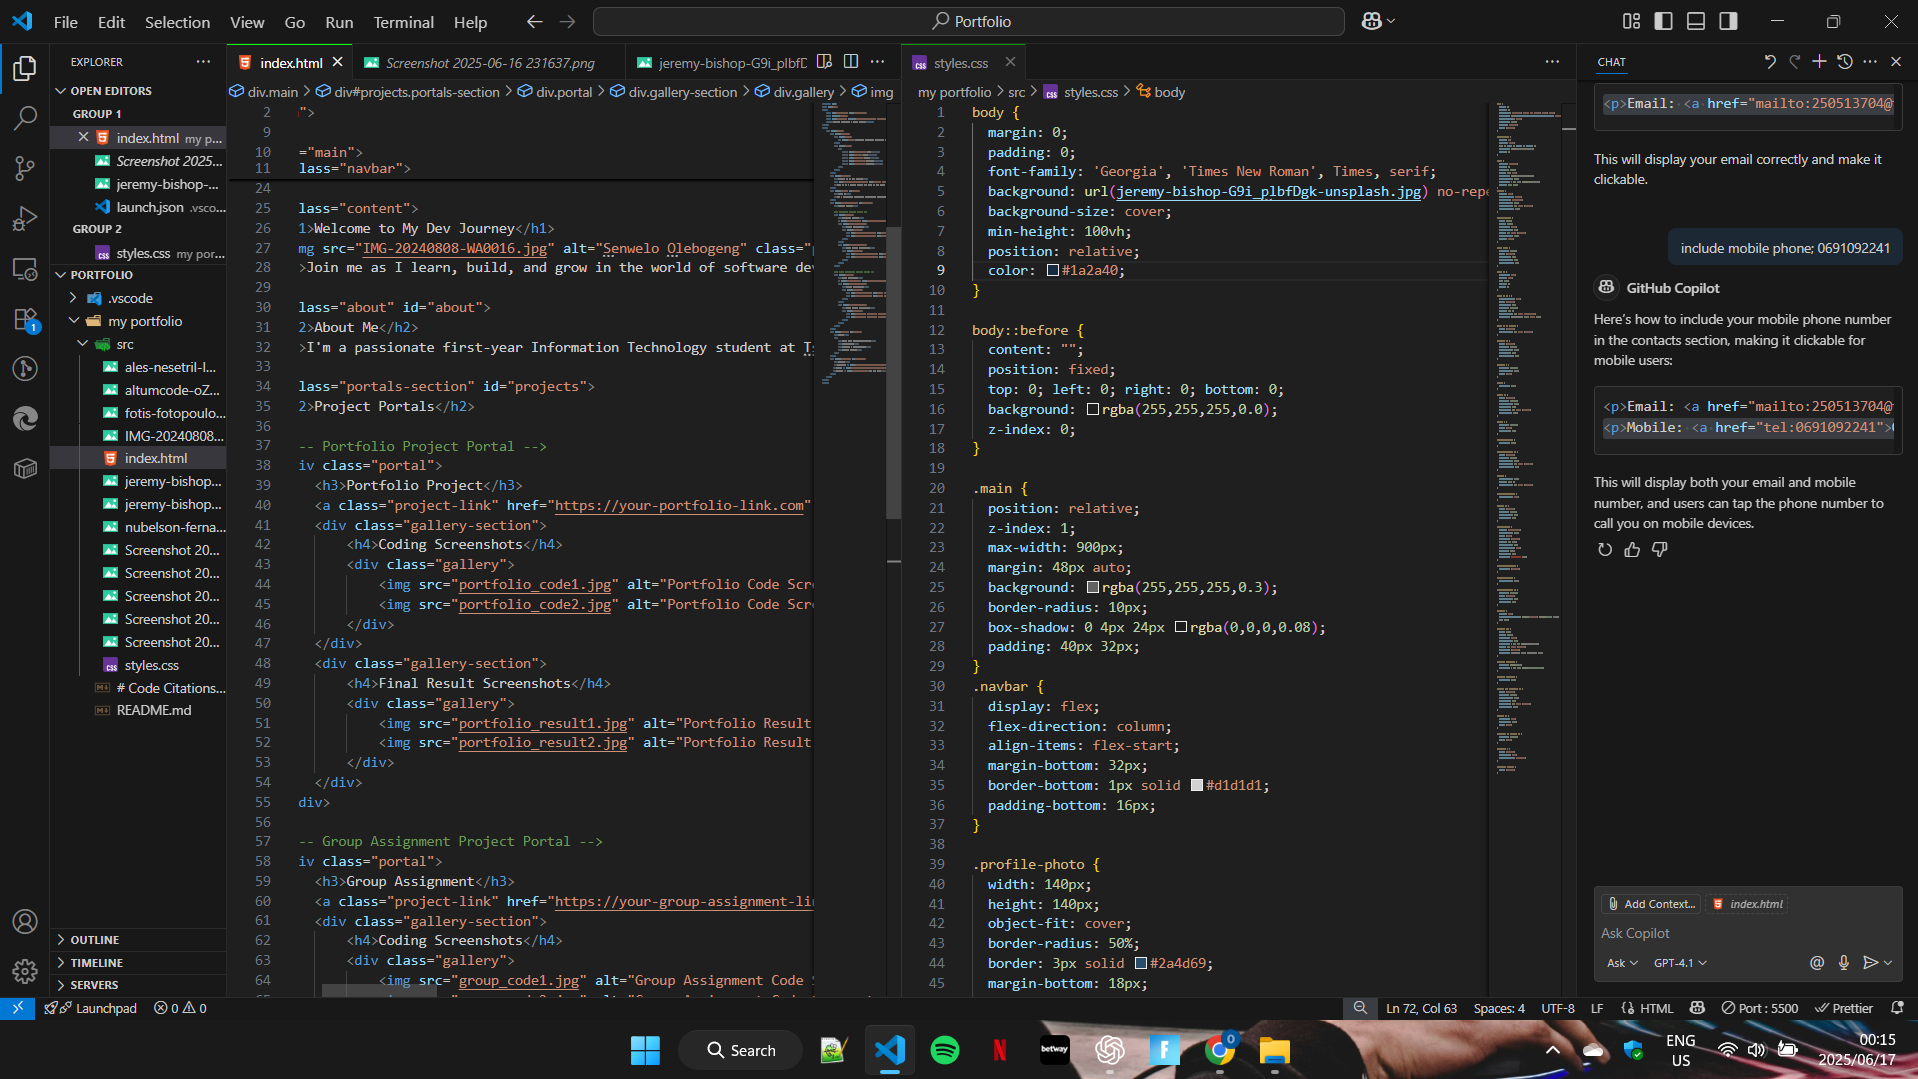 File Edit Selection View Go Run Terminal Help
Portfolio
EXPLORER
OPEN EDITORS
GROUP 1
index.html my p...
Screenshot 2025...
jeremy-bishop-...
launch.json .vsco...
GROUP 2
styles.css my por...
PORTFOLIO
.vscode
my portfolio
src
ales-nesetril-I...
altumcode-oZ...
fotis-fotopoulo...
IMG-20240808...
index.html
jeremy-bishop...
jeremy-bishop...
nubelson-ferna...
Screenshot 20...
Screenshot 20...
Screenshot 20...
Screenshot 20...
Screenshot 20...
styles.css
# Code Citations...
README.md
OUTLINE
TIMELINE
SERVERS
index.html
Screenshot 2025-06-16 231637.png
jeremy-bishop-G9i_plbfD
div.main > div#projects.portals-section > div.portal > div.gallery-section > div.gallery > img
2 ">
9
10 ="main">
11 lass="navbar">
24
25 lass="content">
26 1>Welcome to My Dev Journey</h1>
27 mg src="IMG-20240808-WA0016.jpg" alt="Senwelo Olebogeng" class="p
28 >Join me as I learn, build, and grow in the world of software dev
29
30 lass="about" id="about">
31 2>About Me</h2>
32 >I'm a passionate first-year Information Technology student at Ts
33
34 lass="portals-section" id="projects">
35 2>Project Portals</h2>
36
37 -- Portfolio Project Portal -->
38 iv class="portal">
39 <h3>Portfolio Project</h3>
40 <a class="project-link" href="https://your-portfolio-link.com"
41 <div class="gallery-section">
42 <h4>Coding Screenshots</h4>
43 <div class="gallery">
44 <img src="portfolio_code1.jpg" alt="Portfolio Code Scre
45 <img src="portfolio_code2.jpg" alt="Portfolio Code Scre
46 </div>
47 </div>
48 <div class="gallery-section">
49 <h4>Final Result Screenshots</h4>
50 <div class="gallery">
51 <img src="portfolio_result1.jpg" alt="Portfolio Result
52 <img src="portfolio_result2.jpg" alt="Portfolio Result
53 </div>
54 </div>
55 div>
56
57 -- Group Assignment Project Portal -->
58 iv class="portal">
59 <h3>Group Assignment</h3>
60 <a class="project-link" href="https://your-group-assignment-lin
61 <div class="gallery-section">
62 <h4>Coding Screenshots</h4>
63 <div class="gallery">
64 <img src="group_code1.jpg" alt="Group Assignment Code S
styles.css
my portfolio > src > styles.css > body
1 body {
2 margin: 0;
3 padding: 0;
4 font-family: 'Georgia', 'Times New Roman', Times, serif;
5 background: url(jeremy-bishop-G9i_plbfDgk-unsplash.jpg) no-repe
6 background-size: cover;
7 min-height: 100vh;
8 position: relative;
9 color: #1a2a40;
10 }
11
12 body::before {
13 content: "";
14 position: fixed;
15 top: 0; left: 0; right: 0; bottom: 0;
16 background: rgba(255,255,255,0.0);
17 z-index: 0;
18 }
19
20 .main {
21 position: relative;
22 z-index: 1;
23 max-width: 900px;
24 margin: 48px auto;
25 background: rgba(255,255,255,0.3);
26 border-radius: 10px;
27 box-shadow: 0 4px 24px rgba(0,0,0,0.08);
28 padding: 40px 32px;
29 }
30 .navbar {
31 display: flex;
32 flex-direction: column;
33 align-items: flex-start;
34 margin-bottom: 32px;
35 border-bottom: 1px solid #d1d1d1;
36 padding-bottom: 16px;
37 }
38
39 .profile-photo {
40 width: 140px;
41 height: 140px;
42 object-fit: cover;
43 border-radius: 50%;
44 border: 3px solid #2a4d69;
45 margin-bottom: 18px;
CHAT
<p>Email: <a href="mailto:250513704@
This will display your email correctly and make it
clickable.
include mobile phone; 0691092241
GitHub Copilot
Here's how to include your mobile phone number
in the contacts section, making it clickable for
mobile users:
<p>Email: <a href="mailto:250513704@
<p>Mobile: <a href="tel:0691092241">
This will display both your email and mobile
number, and users can tap the phone number to
call you on mobile devices.
Add Context... index.html
Ask Copilot
Ask GPT-4.1
Launchpad 0 0
Ln 72, Col 63 Spaces: 4 UTF-8 LF HTML Port : 5500 Prettier
Search
betway
ENG
US
00:15
2025/06/17